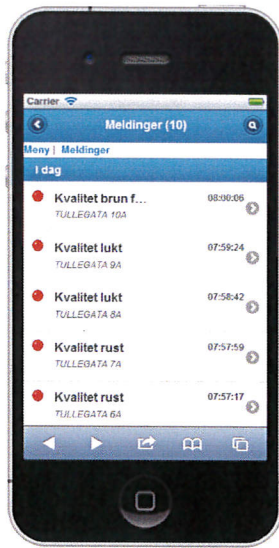 Carrier
Meldinger (10)
Meny | Meldinger
I dag
Kvalitet brun f... 08:00:06
TULLEGATA 10A
Kvalitet lukt 07:59:24
TULLEGATA 9A
Kvalitet lukt 07:58:42
TULLEGATA 8A
Kvalitet rust 07:57:59
TULLEGATA 7A
Kvalitet rust 07:57:17
TULLEGATA 6A